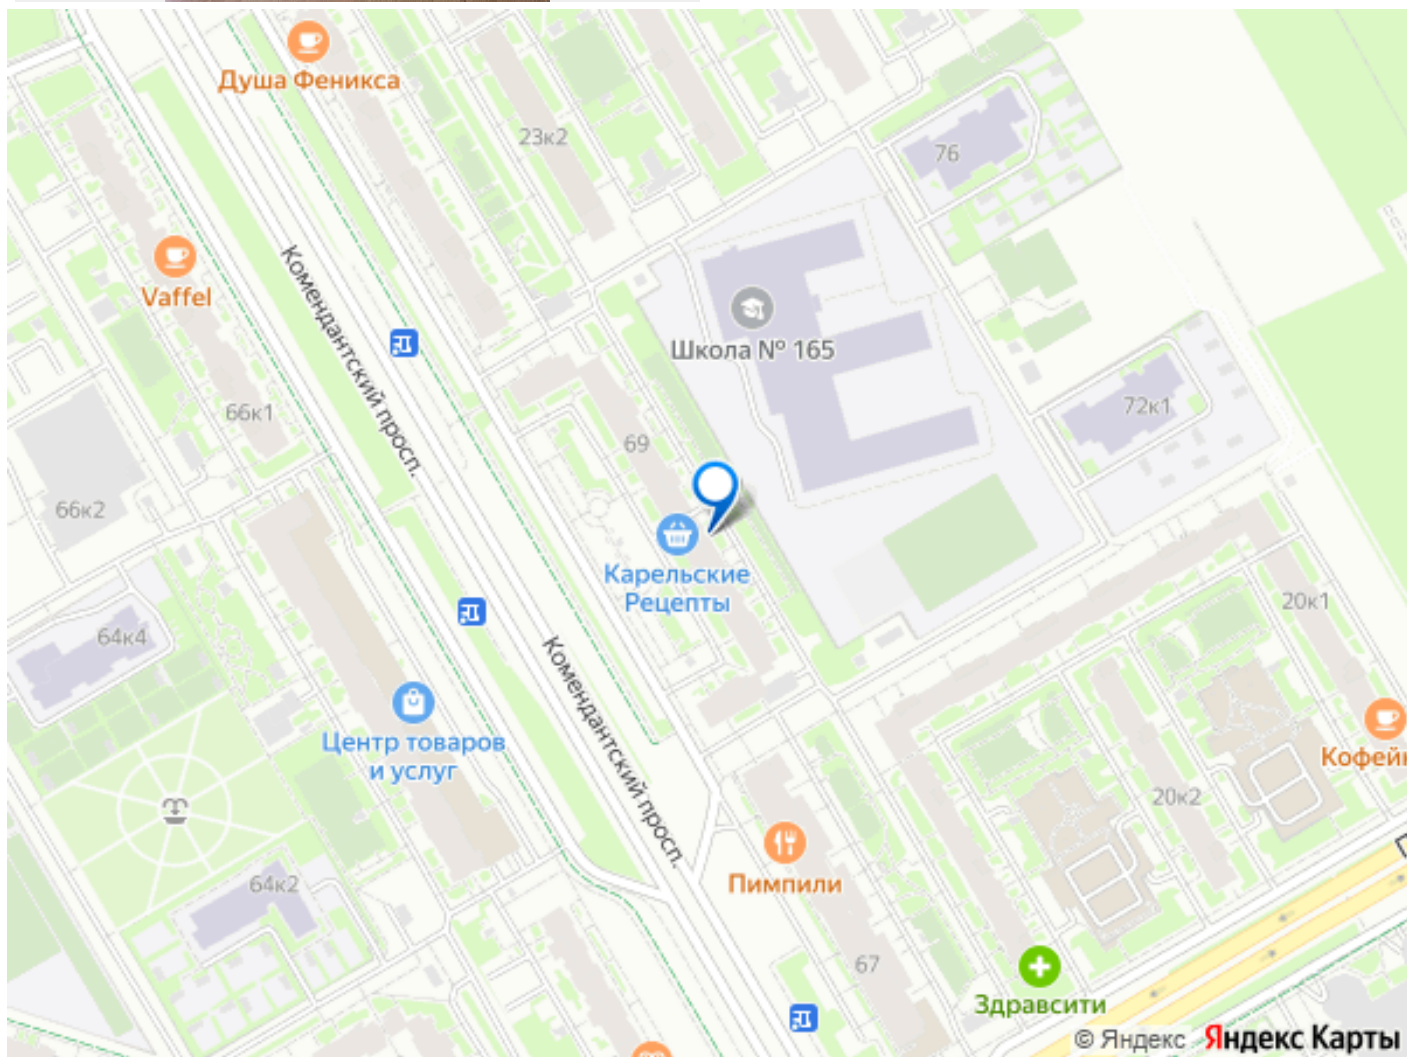 Душа Феникса
23к2
76
Vaffel
Комендантский просп.
Школа № 165
66к1
72к1
69
66к2
Карельские
Рецепты
20к1
64к4
Комендантский просп.
Центр товаров
и услуг
20к2
Пимпили
64к2
67
Здравсити
© Яндекс Яндекс Карты